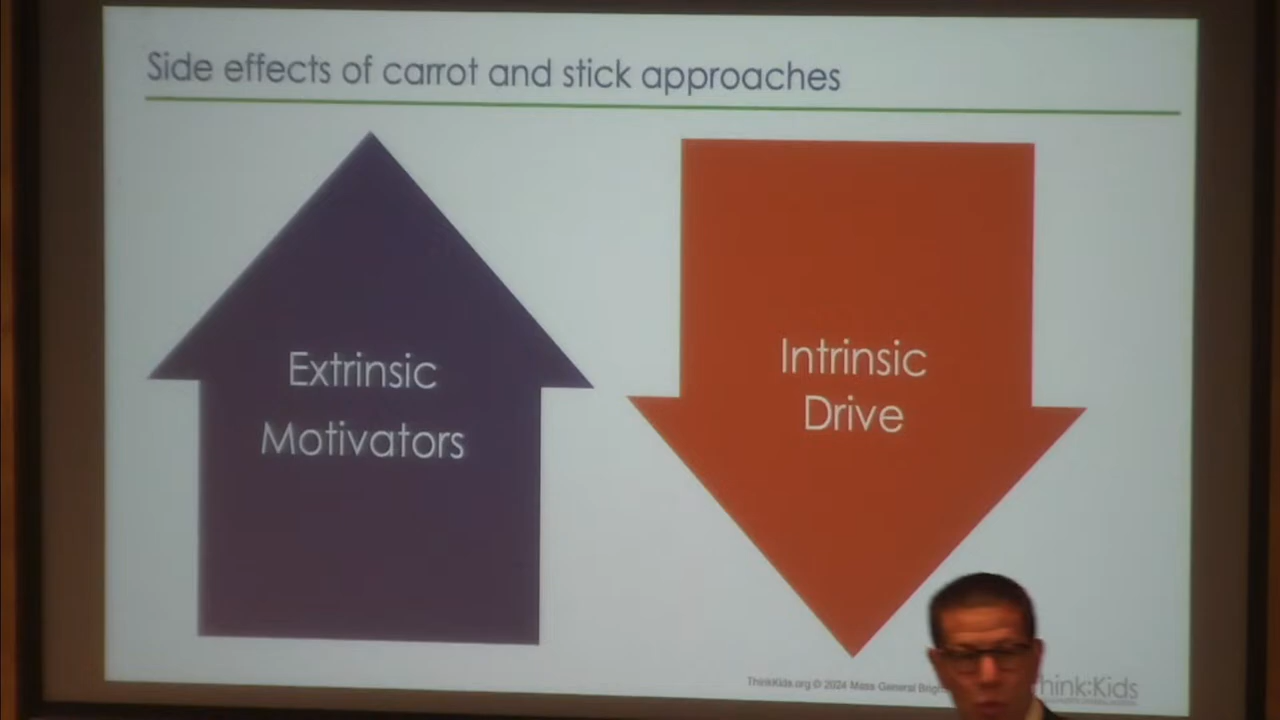 Side effects of carrot and stick approaches
Extrinsic
Motivators
Intrinsic
Drive
ThinkKids.org © 2024 Mass General
hink:Kids